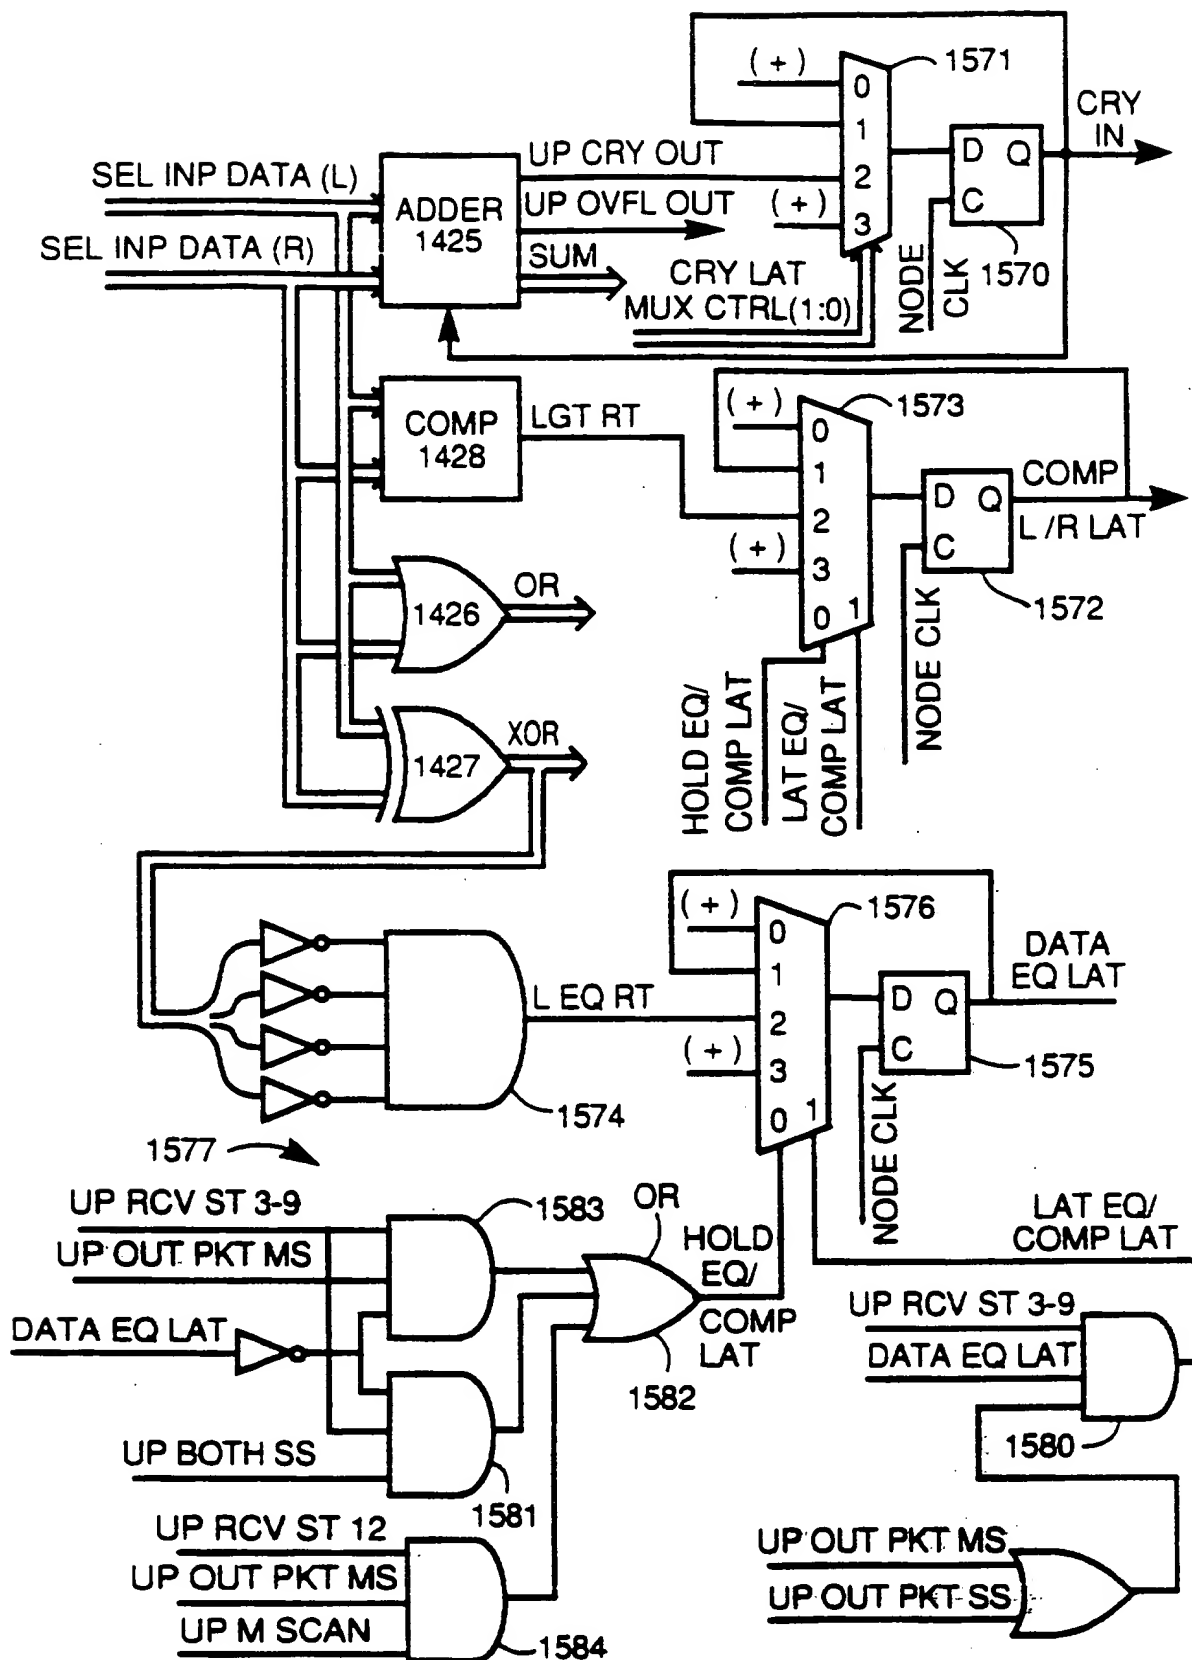 (+)
1571
0
1
2
3
D Q
C
1570
CRY
IN
UP CRY OUT
SEL INP DATA (L)
ADDER
1425
UP OVFL OUT
(+)
SEL INP DATA (R)
SUM
CRY LAT
MUX CTRL(1:0)
NODE
CLK
COMP
1428
LGT RT
(+)
1573
0
1
2
3
0 1
(+)
D Q
C
COMP
L/R LAT
1572
NODE CLK
HOLD EQ/
COMP LAT
LAT EQ/
COMP LAT
1426
OR
1427
XOR
(+)
1576
0
1
2
3
0 1
(+)
D Q
C
DATA
EQ LAT
1575
NODE CLK
L EQ RT
1574
1577
UP RCV ST 3-9
1583
UP OUT PKT MS
OR
HOLD
EQ/
COMP
LAT
LAT EQ/
COMP LAT
DATA EQ LAT
1582
UP BOTH SS
1581
UP RCV ST 3-9
DATA EQ LAT
1580
UP RCV ST 12
UP OUT PKT MS
UP M SCAN
1584
UP OUT PKT MS
UP OUT PKT SS